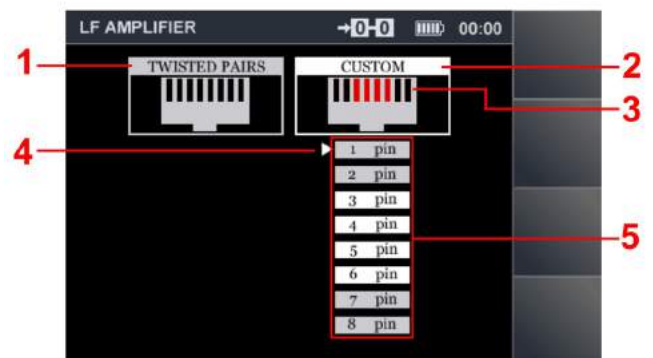 LF AMPLIFIER →0-0 00:00
1 TWISTED PAIRS CUSTOM 2
3
4 1 pin
2 pin
3 pin
4 pin
5 pin 5
6 pin
7 pin
8 pin